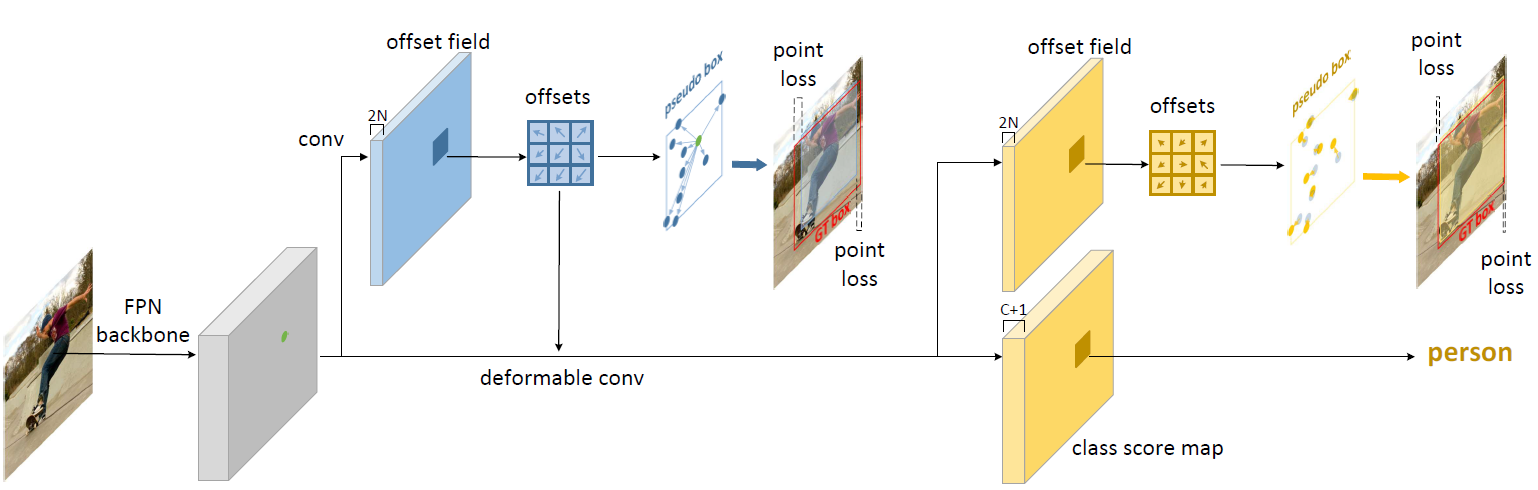 offset field
2N
conv
offsets
pseudo box
point
loss
GT box
point
loss
FPN
backbone
deformable conv
offset field
2N
offsets
pseudo box
point
loss
GT box
point
loss
C+1
person
class score map